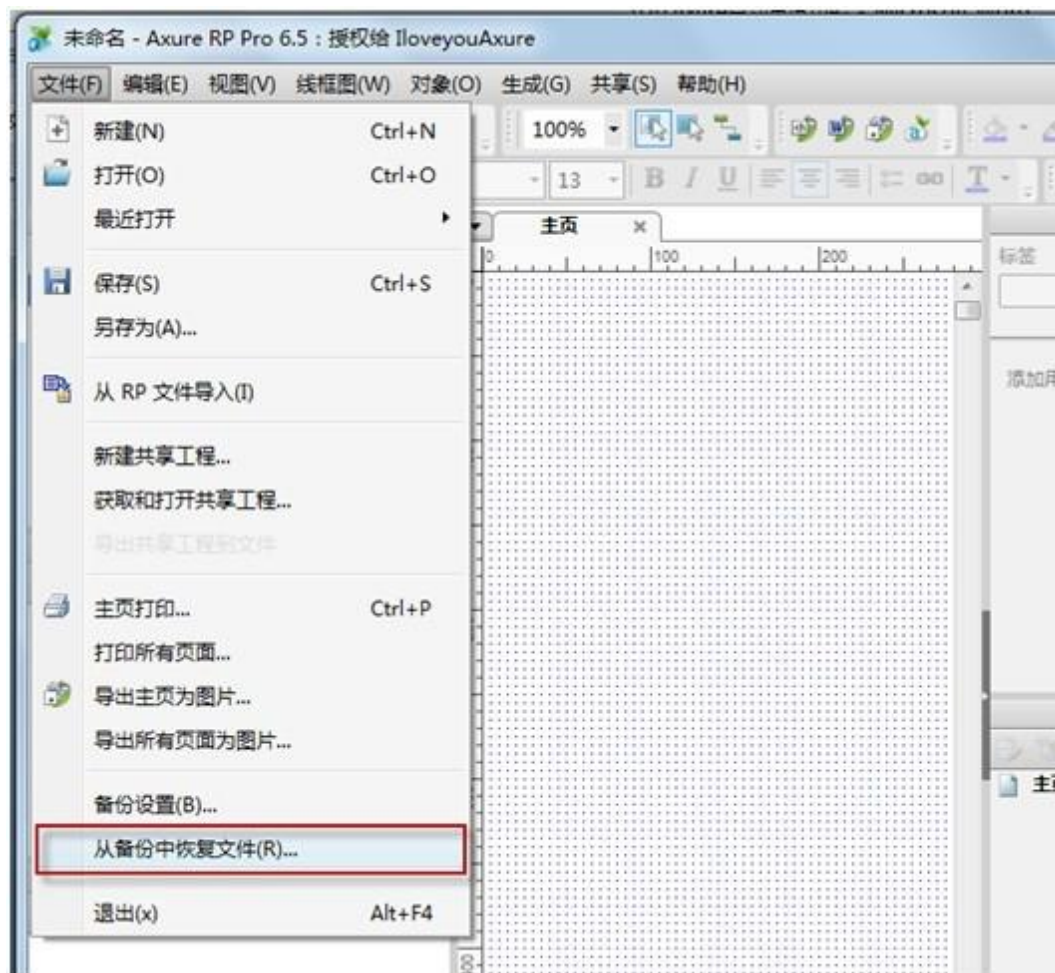 未命名 - Axure RP Pro 6.5 : 授权给 IloveyouAxure
文件(F) 编辑(E) 视图(V) 线框图(W) 对象(O) 生成(G) 共享(S) 帮助(H)
100%
13 B I U T
新建(N) Ctrl+N
打开(O) Ctrl+O
最近打开
保存(S) Ctrl+S
另存为(A)...
从 RP 文件导入(I)
新建共享工程...
获取和打开共享工程...
导出共享工程到文件
主页打印... Ctrl+P
打印所有页面...
导出主页为图片...
导出所有页面为图片...
备份设置(B)...
从备份中恢复文件(R)...
退出(x) Alt+F4
主页
0 100 200
标签
添加用
主